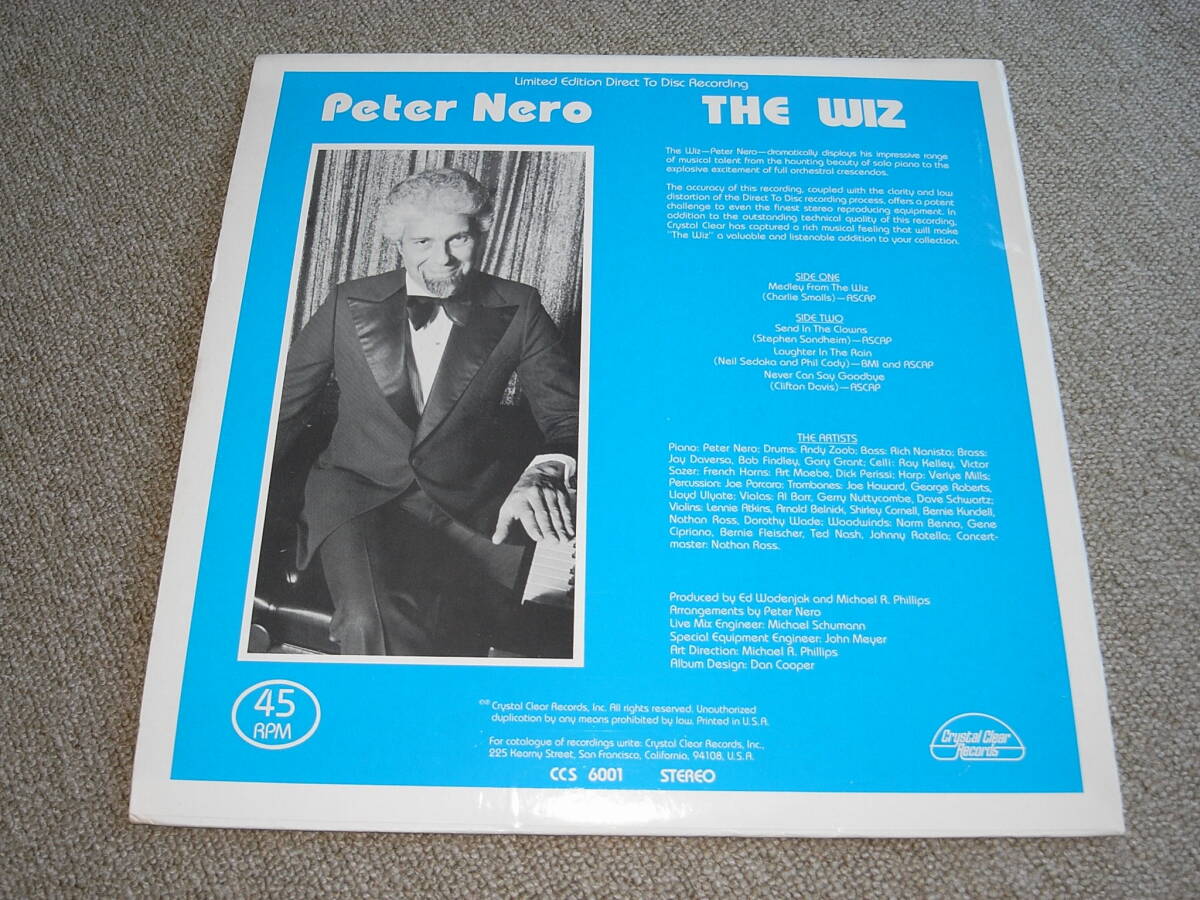 Limited Edition Direct To Disc Recording
Peter Nero
THE WIZ
The Wiz—Peter Nero—dramatically displays his impressive range
of musical talent from the haunting beauty of solo piano to the
explosive excitement of full orchestral crescendos.
The accuracy of this recording, coupled with the clarity and low
distortion of the Direct To Disc recording process, offers a potent
challenge to even the finest stereo reproducing equipment. In
addition to the outstanding technical quality of this recording,
Crystal Clear has captured a rich musical feeling that will make
"The Wiz" a valuable and listenable addition to your collection.
SIDE ONE
Medley From The Wiz
(Charlie Smalls)—ASCAP
SIDE TWO
Send In The Clowns
(Stephen Sondheim)—ASCAP
Laughter In The Rain
(Neil Sedaka and Phil Cody)—BMI and ASCAP
Never Can Say Goodbye
(Clifton Davis)—ASCAP
THE ARTISTS
Piano: Peter Nero; Drums: Andy Zoob; Bass: Rich Nanista; Brass:
Jay Daversa, Bob Findley, Gary Grant; Celli: Ray Kelley, Victor
Sazer; French Horns: Art Maebe, Dick Perissi; Harp: Verlye Mills;
Percussion: Joe Porcaro; Trombones: Joe Howard, George Roberts,
Lloyd Ulyate; Violas: Al Barr, Gerry Nuttycombe, Dave Schwartz;
Violins: Lennie Atkins, Arnold Belnick, Shirley Cornell, Bernie Kundell,
Nathan Ross, Dorothy Wade; Woodwinds: Norm Benno, Gene
Cipriano, Bernie Fleischer, Ted Nash, Johnny Rotella; Concert-
master: Nathan Ross.
Produced by Ed Wodenjak and Michael R. Phillips
Arrangements by Peter Nero
Live Mix Engineer: Michael Schumann
Special Equipment Engineer: John Meyer
Art Direction: Michael R. Phillips
Album Design: Dan Cooper
45
RPM
©℗ Crystal Clear Records, Inc. All rights reserved. Unauthorized
duplication by any means prohibited by law. Printed in U.S.A.
For catalogue of recordings write: Crystal Clear Records, Inc.,
225 Kearny Street, San Francisco, California, 94108, U.S.A.
CCS 6001 STEREO
Crystal Clear
Records